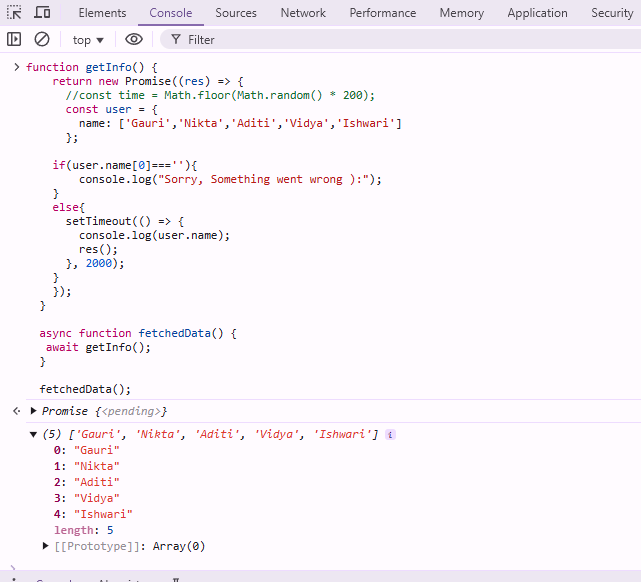 Elements Console Sources Network Performance Memory Application Security
top Filter
function getInfo() {
return new Promise((res) => {
//const time = Math.floor(Math.random() * 200);
const user = {
name: ['Gauri','Nikta','Aditi','Vidya','Ishwari']
};
if(user.name[0]===''){
console.log("Sorry, Something went wrong ):");
}
else{
setTimeout(() => {
console.log(user.name);
res();
}, 2000);
}
});
}
async function fetchedData() {
await getInfo();
}
fetchedData();
Promise {<pending>}
(5) ['Gauri', 'Nikta', 'Aditi', 'Vidya', 'Ishwari']
0: "Gauri"
1: "Nikta"
2: "Aditi"
3: "Vidya"
4: "Ishwari"
length: 5
[[Prototype]]: Array(0)